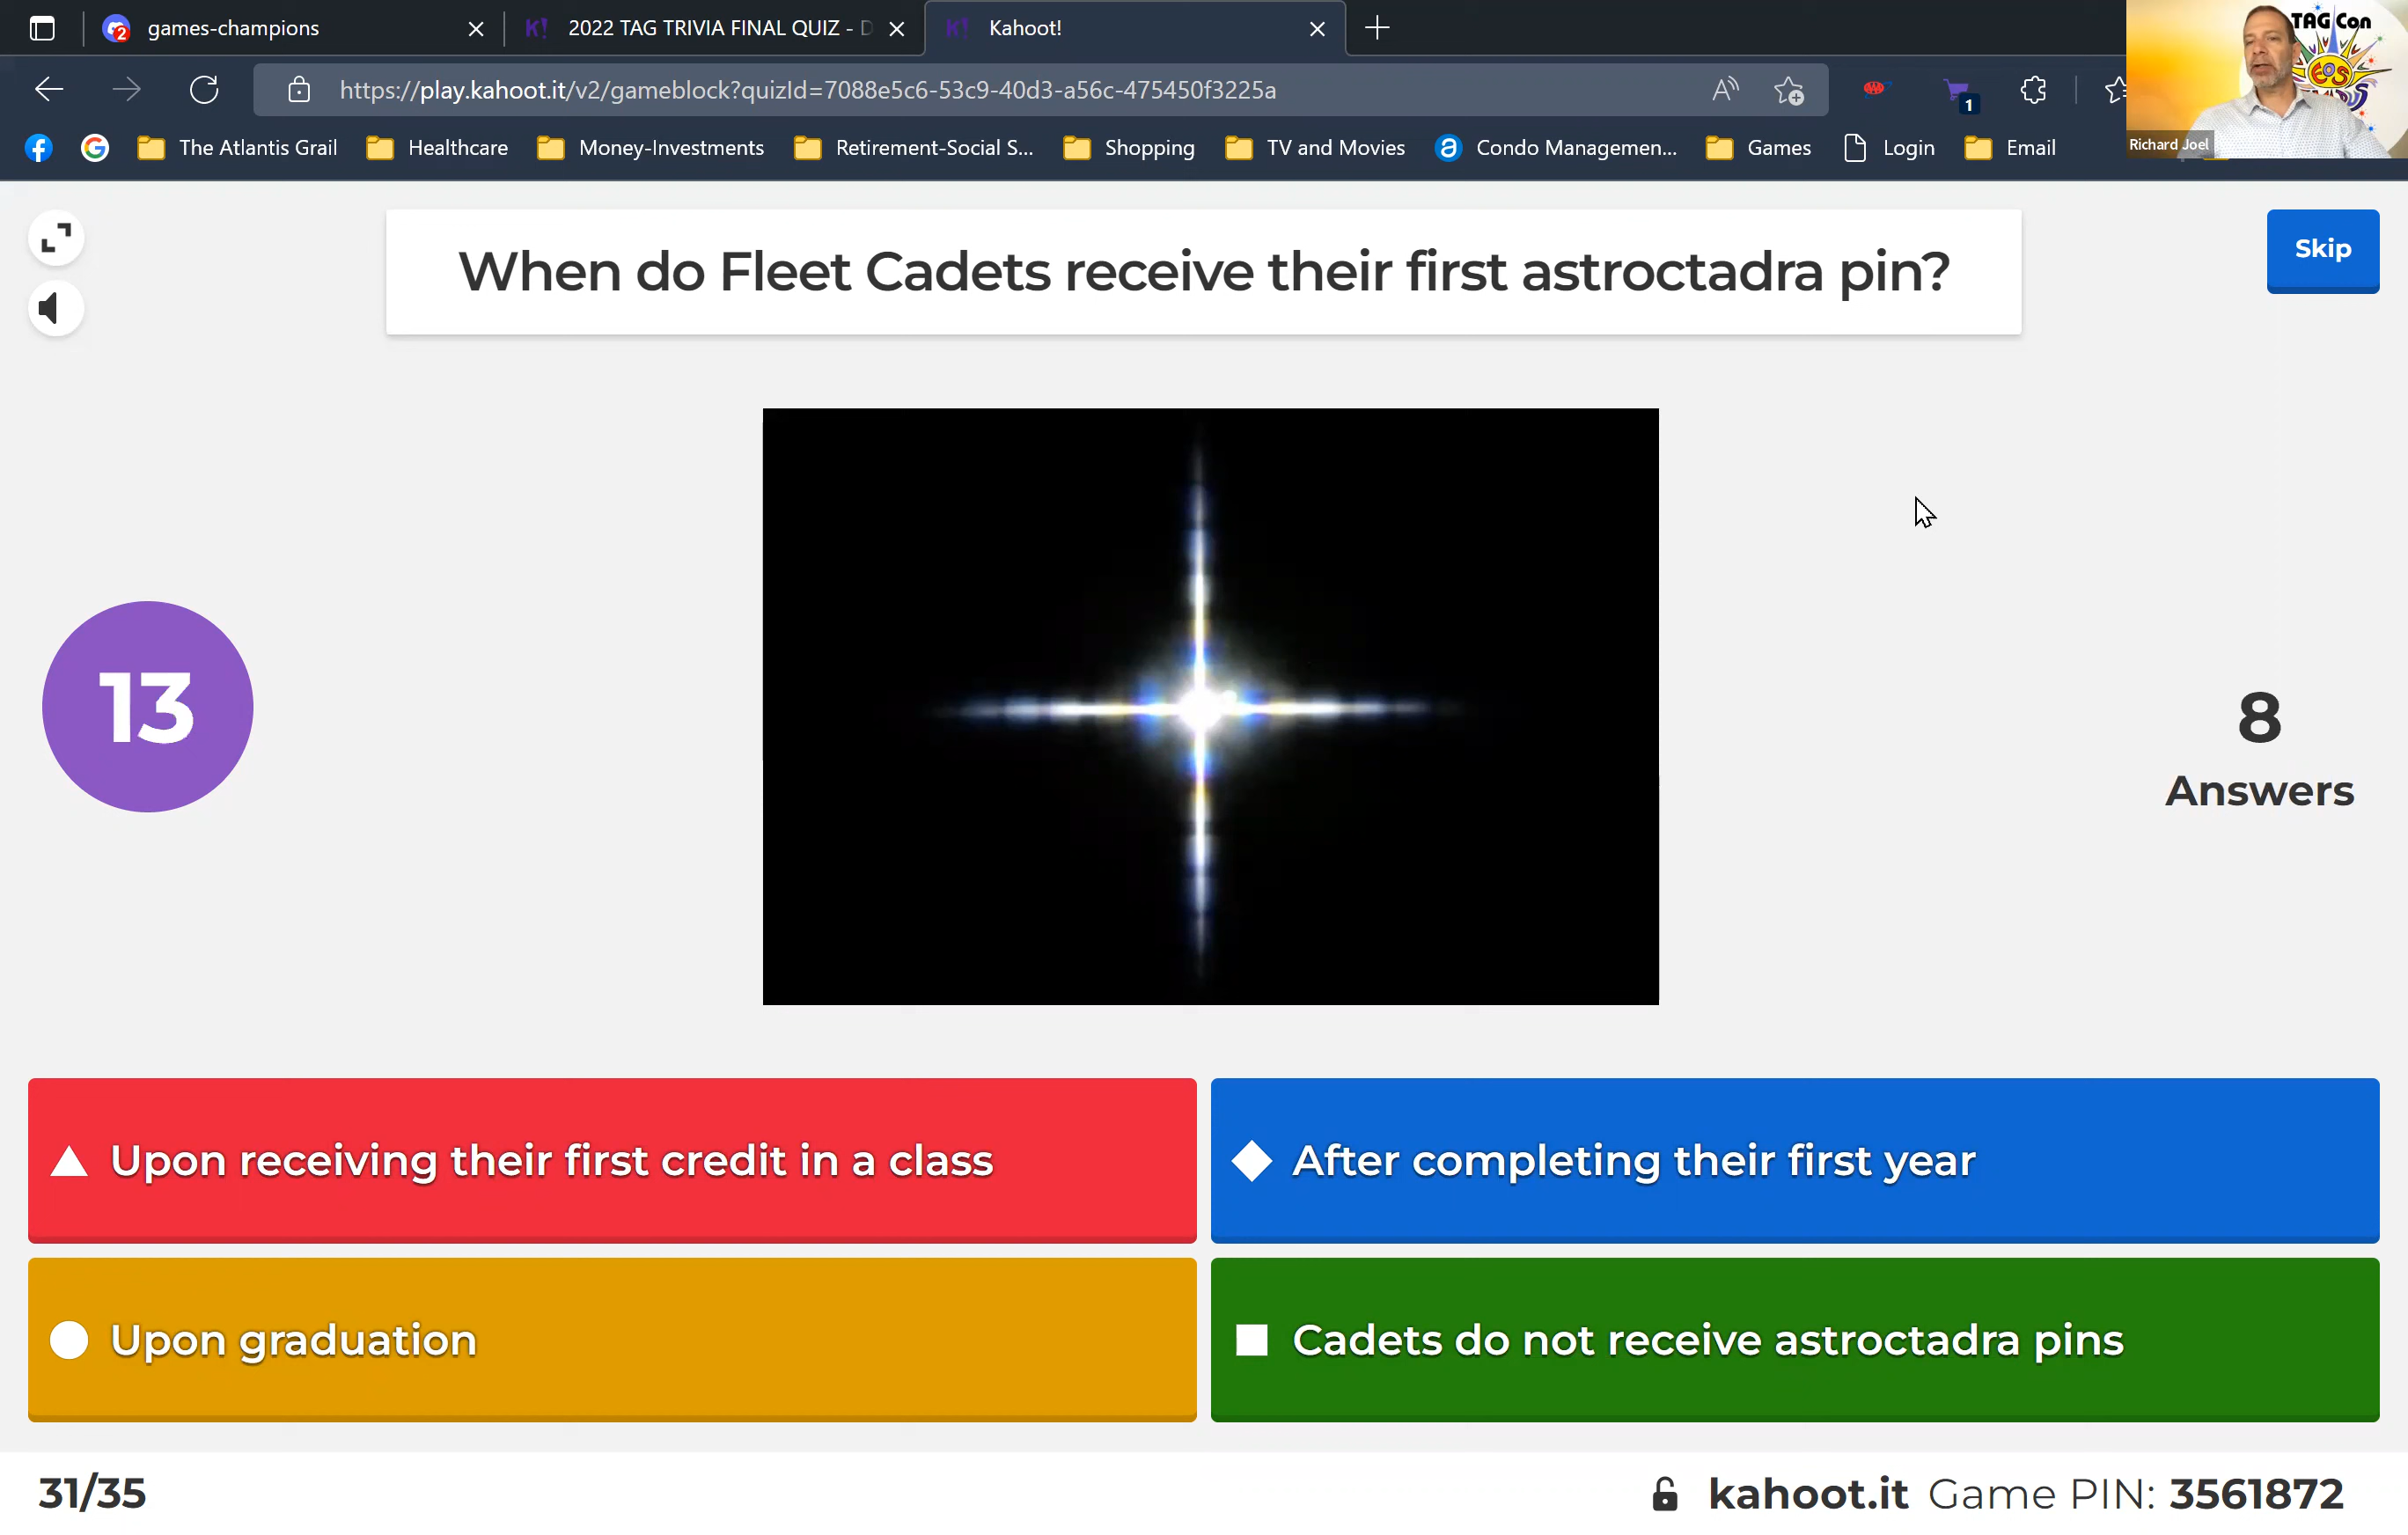 2
games-champions
K!
2022 TAG TRIVIA FINAL QUIZ - D
K!
Kahoot!
https://play.kahoot.it/v2/gameblock?quizId=7088e5c6-53c9-40d3-a56c-475450f3225a
1
The Atlantis Grail
Healthcare
Money-Investments
Retirement-Social S...
Shopping
TV and Movies
Condo Managemen...
Games
Login
Email
TAG Con
EOS
Richard Joel
When do Fleet Cadets receive their first astroctadra pin?
Skip
13
8
Answers
Upon receiving their first credit in a class
After completing their first year
Upon graduation
Cadets do not receive astroctadra pins
31/35
kahoot.it Game PIN: 3561872